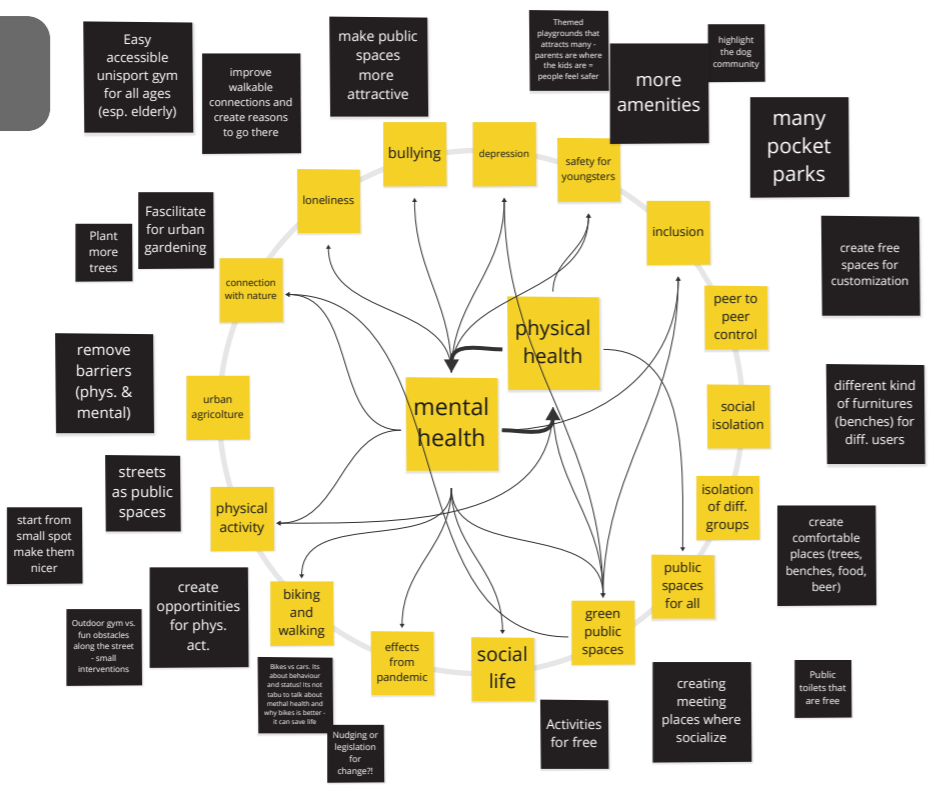 Easy
accessible
unisport gym
for all ages
(esp. elderly)
improve
walkable
connections and
create reasons
to go there
make public
spaces
more
attractive
Themed
playgrounds that
attracts many -
parents are where
the kids are =
people feel safer
more
amenities
highlight
the dog
community
many
pocket
parks
bullying
depression
safety for
youngsters
loneliness
inclusion
Plant
more
trees
Fascilitate
for urban
gardening
connection
with nature
create free
spaces for
customization
peer to
peer
control
physical
health
remove
barriers
(phys. &
mental)
urban
agricolture
mental
health
social
isolation
different kind
of furnitures
(benches) for
diff. users
streets
as public
spaces
physical
activity
isolation
of diff.
groups
start from
small spot
make them
nicer
create
comfortable
places (trees,
benches, food,
beer)
create
opportinities
for phys.
act.
biking
and
walking
public
spaces
for all
green
public
spaces
Outdoor gym vs.
fun obstacles
along the street
- small
interventions
effects
from
pandemic
social
life
Bikes vs cars. Its
about behaviour
and status! Its not
tabu to talk about
methal health and
why bikes is better -
it can save life
Nudging or
legislation
for
change?!
Activities
for free
creating
meeting
places where
socialize
Public
toilets that
are free